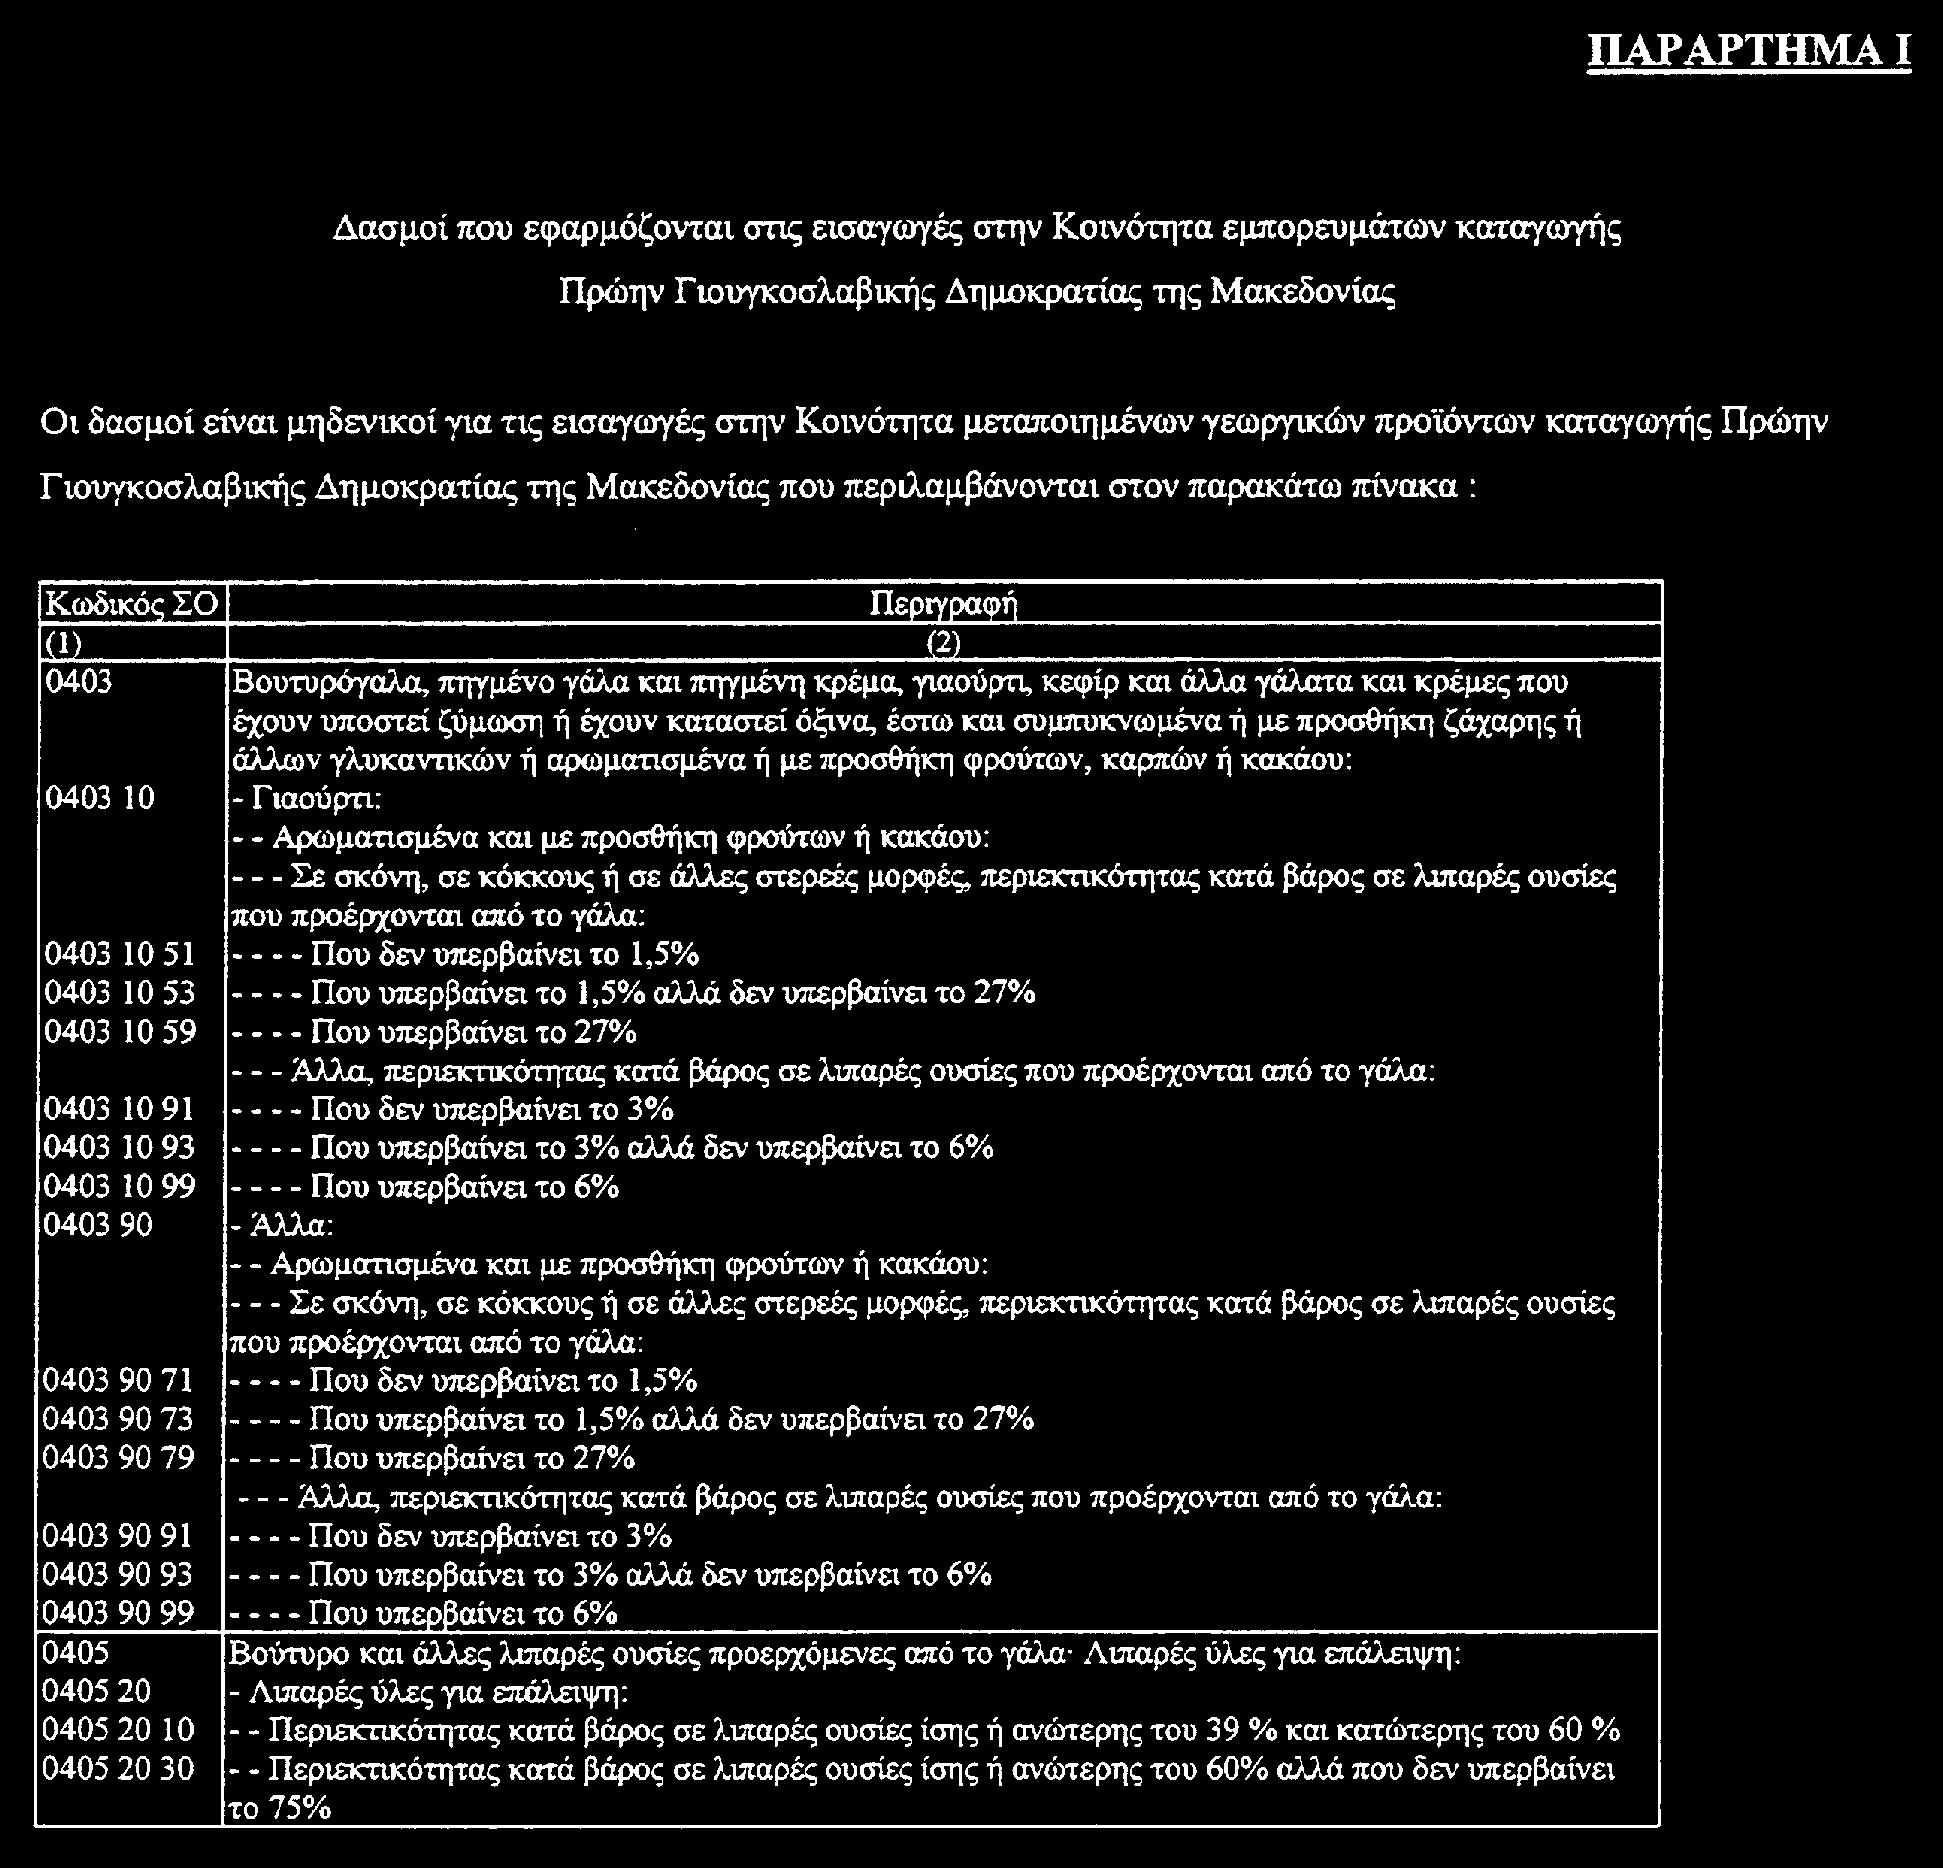 ΠΑΡΑΡΤΗΜΑ Ι
Δασμοί που εφαρμόζονται στις εισαγωγές στην Κοινότητα εμπορευμάτων καταγωγής
Πρώην Γιουγκοσλαβικής Δημοκρατίας της Μακεδονίας
Οι δασμοί είναι μηδενικοί για τις εισαγωγές στην Κοινότητα μεταποιημένων γεωργικών προϊόντων καταγωγής Πρώην
Γιουγκοσλαβικής Δημοκρατίας της Μακεδονίας που περιλαμβάνονται στον παρακάτω πίνακα :
Κωδικός ΣΟ Περιγραφή
(1) (2)
0403 Βουτυρόγαλα, πηγμένο γάλα και πηγμένη κρέμα, γιαούρτι, κεφίρ και άλλα γάλατα και κρέμες που
έχουν υποστεί ζύμωση ή έχουν καταστεί όξινα, έστω και συμπυκνωμένα ή με προσθήκη ζάχαρης ή
άλλων γλυκαντικών ή αρωματισμένα ή με προσθήκη φρούτων, καρπών ή κακάου:
0403 10 - Γιαούρτι:
- - Αρωματισμένα και με προσθήκη φρούτων ή κακάου:
- - - Σε σκόνη, σε κόκκους ή σε άλλες στερεές μορφές, περιεκτικότητας κατά βάρος σε λιπαρές ουσίες
που προέρχονται από το γάλα:
0403 10 51 - - - - Που δεν υπερβαίνει το 1,5%
0403 10 53 - - - - Που υπερβαίνει το 1,5% αλλά δεν υπερβαίνει το 27%
0403 10 59 - - - - Που υπερβαίνει το 27%
- - - Άλλα, περιεκτικότητας κατά βάρος σε λιπαρές ουσίες που προέρχονται από το γάλα:
0403 10 91 - - - - Που δεν υπερβαίνει το 3%
0403 10 93 - - - - Που υπερβαίνει το 3% αλλά δεν υπερβαίνει το 6%
0403 10 99 - - - - Που υπερβαίνει το 6%
0403 90 - Άλλα:
- - Αρωματισμένα και με προσθήκη φρούτων ή κακάου:
- - - Σε σκόνη, σε κόκκους ή σε άλλες στερεές μορφές, περιεκτικότητας κατά βάρος σε λιπαρές ουσίες
που προέρχονται από το γάλα:
0403 90 71 - - - - Που δεν υπερβαίνει το 1,5%
0403 90 73 - - - - Που υπερβαίνει το 1,5% αλλά δεν υπερβαίνει το 27%
0403 90 79 - - - - Που υπερβαίνει το 27%
- - - Άλλα, περιεκτικότητας κατά βάρος σε λιπαρές ουσίες που προέρχονται από το γάλα:
0403 90 91 - - - - Που δεν υπερβαίνει το 3%
0403 90 93 - - - - Που υπερβαίνει το 3% αλλά δεν υπερβαίνει το 6%
0403 90 99 - - - - Που υπερβαίνει το 6%
0405 Βούτυρο και άλλες λιπαρές ουσίες προερχόμενες από το γάλα· Λιπαρές ύλες για επάλειψη:
0405 20 - Λιπαρές ύλες για επάλειψη:
0405 20 10 - - Περιεκτικότητας κατά βάρος σε λιπαρές ουσίες ίσης ή ανώτερης του 39 % και κατώτερης του 60 %
0405 20 30 - - Περιεκτικότητας κατά βάρος σε λιπαρές ουσίες ίσης ή ανώτερης του 60% αλλά που δεν υπερβαίνει
το 75%